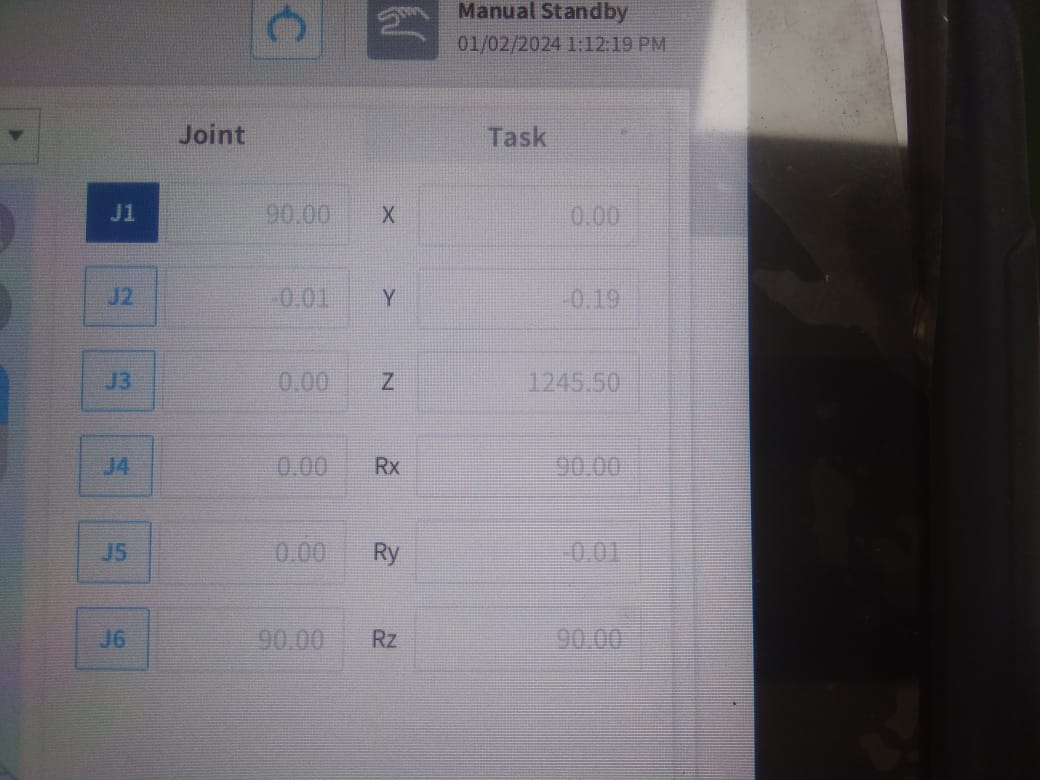 Manual Standby
01/02/2024 1:12:19 PM
Joint Task
J1 90.00 X 0.00
J2 -0.01 Y -0.19
J3 0.00 Z 1245.50
J4 0.00 Rx 90.00
J5 0.00 Ry -0.01
J6 90.00 Rz 90.00